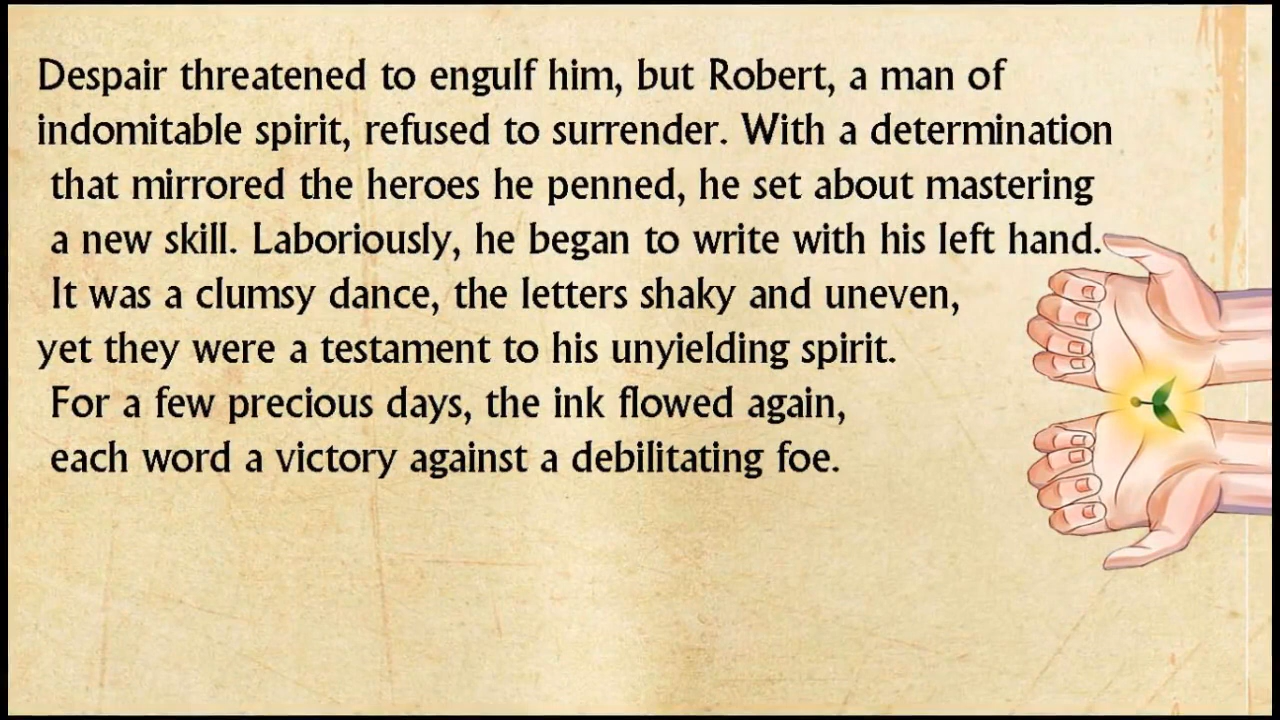 Despair threatened to engulf him, but Robert, a man of
indomitable spirit, refused to surrender. With a determination
that mirrored the heroes he penned, he set about mastering
a new skill. Laboriously, he began to write with his left hand.
It was a clumsy dance, the letters shaky and uneven,
yet they were a testament to his unyielding spirit.
For a few precious days, the ink flowed again,
each word a victory against a debilitating foe.